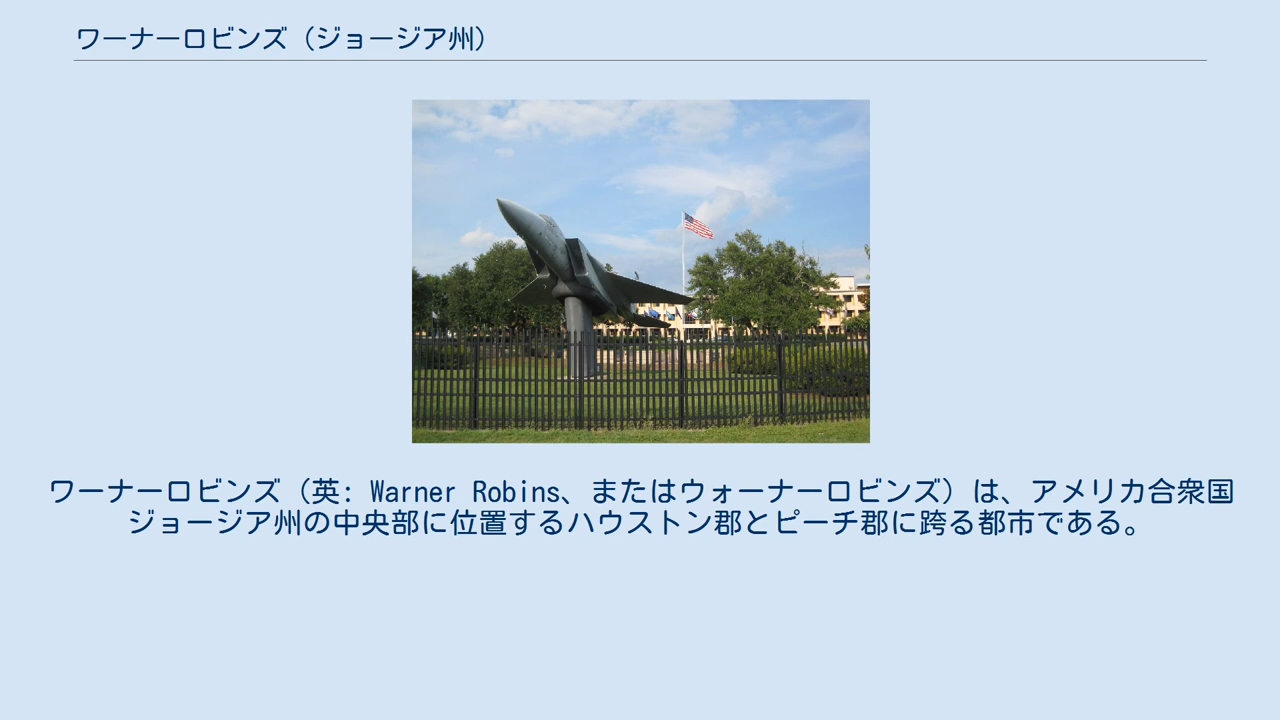 ワーナーロビンズ（ジョージア州）
ワーナーロビンズ（英: Warner Robins、またはウォーナーロビンズ）は、アメリカ合衆国
ジョージア州の中央部に位置するハウストン郡とピーチ郡に跨る都市である。